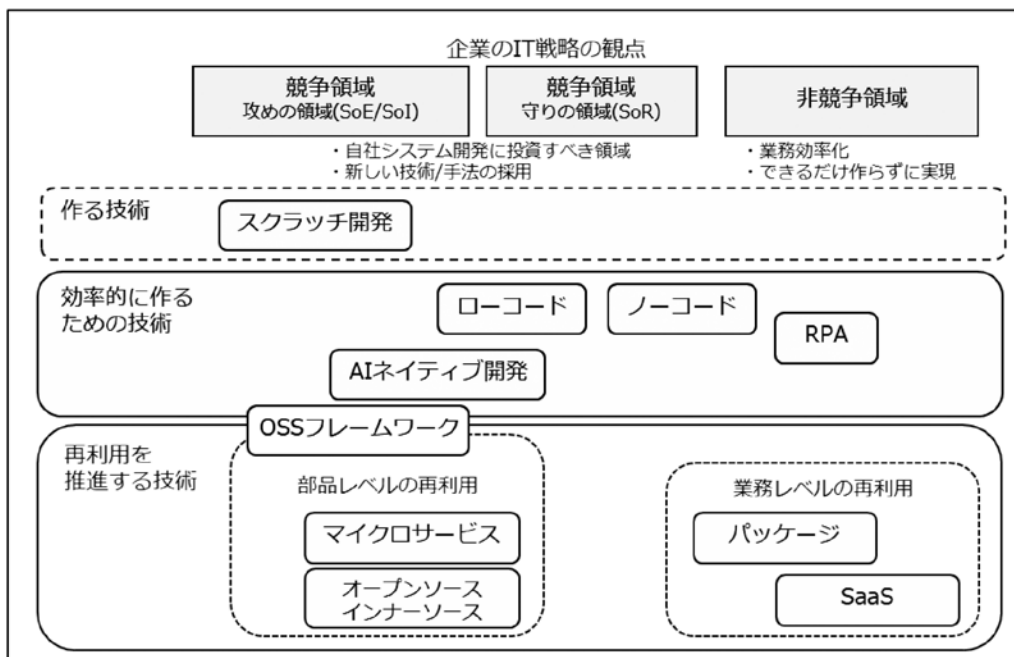 企業のIT戦略の観点
競争領域
攻めの領域(SoE/SoI)
競争領域
守りの領域(SoR)
非競争領域
・自社システム開発に投資すべき領域
・新しい技術/手法の採用
・業務効率化
・できるだけ作らずに実現
作る技術
スクラッチ開発
効率的に作る
ための技術
ローコード
ノーコード
RPA
AIネイティブ開発
OSSフレームワーク
再利用を
推進する技術
部品レベルの再利用
マイクロサービス
オープンソース
インナーソース
業務レベルの再利用
パッケージ
SaaS